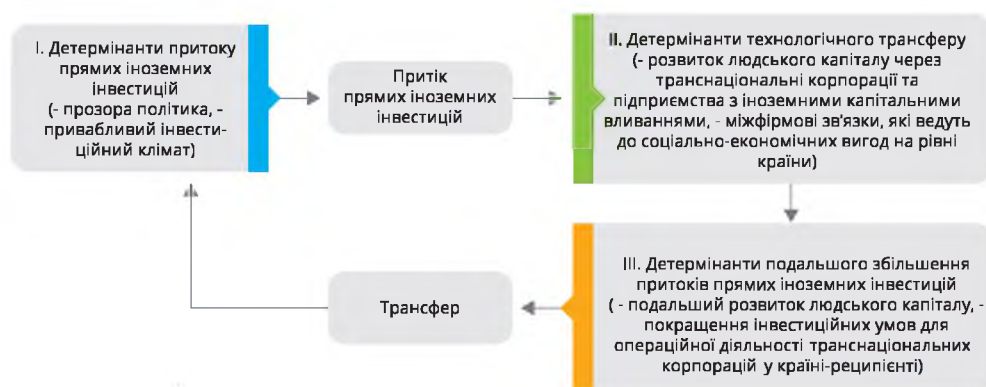 І. Детермінанти притоку
прямих іноземних
інвестицій
(- прозора політика, -
привабливий інвести-
ційний клімат)
Притік
прямих іноземних
інвестицій
ІІ. Детермінанти технологічного трансферу
(- розвиток людського капіталу через
транснаціональні корпорації та
підприємства з іноземними капітальними
вливаннями, - міжфірмові зв'язки, які ведуть
до соціально-економічних вигод на рівні
країни)
ІІІ. Детермінанти подальшого збільшення
притоків прямих іноземних інвестицій
( - подальший розвиток людського капіталу, -
покращення інвестиційних умов для
операційної діяльності транснаціональних
корпорацій у країні-реципієнті)
Трансфер